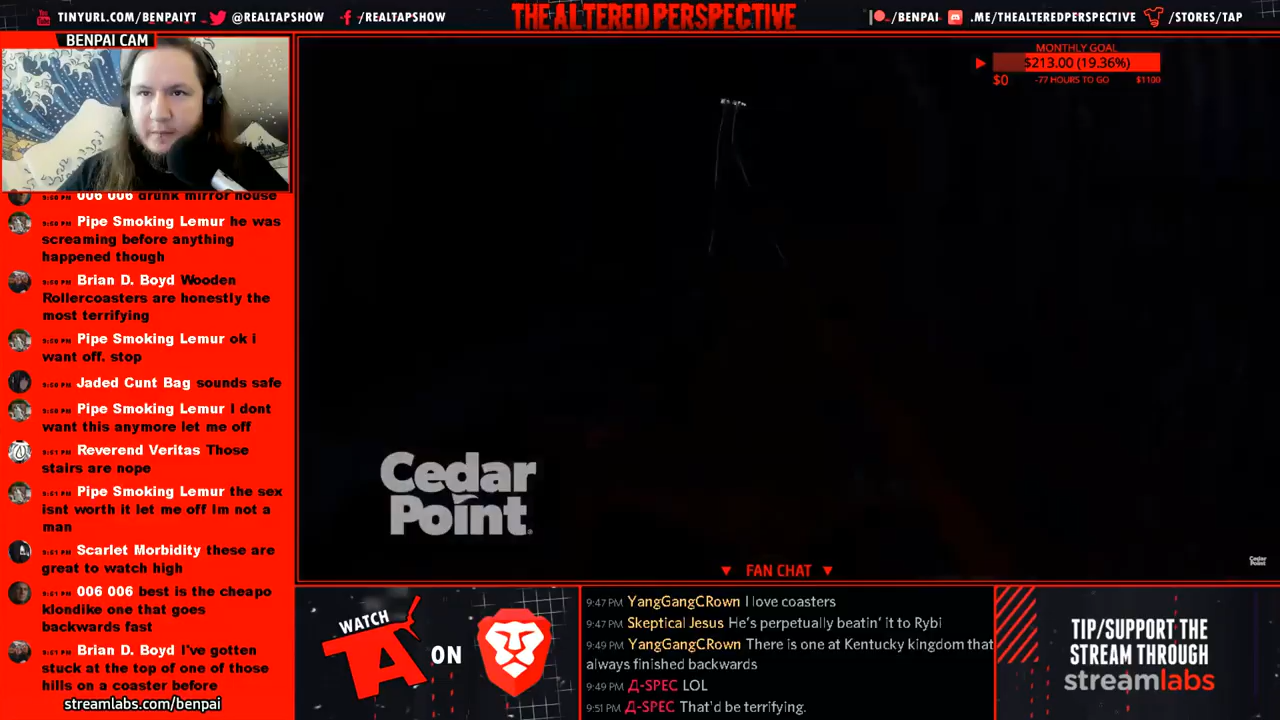 TINYURL.COM/BENPAIYT @REALTAPSHOW /REALTAPSHOW THE ALTERED PERSPECTIVE /BENPAI .ME/THEALTEREDPERSPECTIVE /STORES/TAP
BENPAI CAM
MONTHLY GOAL
$213.00 (19.36%)
$0 -77 HOURS TO GO $1100
006 006 drunk mirror house
Pipe Smoking Lemur he was
screaming before anything
happened though
Brian D. Boyd Wooden
Rollercoasters are honestly the
most terrifying
Pipe Smoking Lemur ok i
want off. stop
Jaded Cunt Bag sounds safe
Pipe Smoking Lemur I dont
want this anymore let me off
Reverend Veritas Those
stairs are nope
Pipe Smoking Lemur the sex
isnt worth it let me off Im not a
man
Scarlet Morbidity these are
great to watch high
006 006 best is the cheapo
klondike one that goes
backwards fast
Brian D. Boyd I've gotten
stuck at the top of one of those
hills on a coaster before
streamlabs.com/benpai
Cedar
Point
Cedar
Point
FAN CHAT
WATCH
ON
9:47 PM YangGangCRown I love coasters
9:47 PM Skeptical Jesus He's perpetually beatin' it to Rybi
9:49 PM YangGangCRown There is one at Kentucky kingdom that
always finished backwards
9:49 PM Д-SPEC LOL
9:51 PM Д-SPEC That'd be terrifying.
TIP/SUPPORT THE
STREAM THROUGH
streamlabs